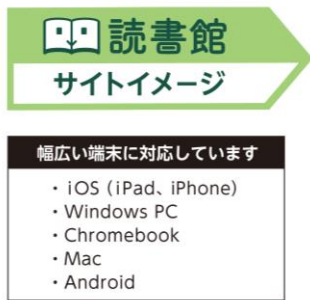 読書館
サイトイメージ
幅広い端末に対応しています
・iOS（iPad、iPhone）
・Windows PC
・Chromebook
・Mac
・Android